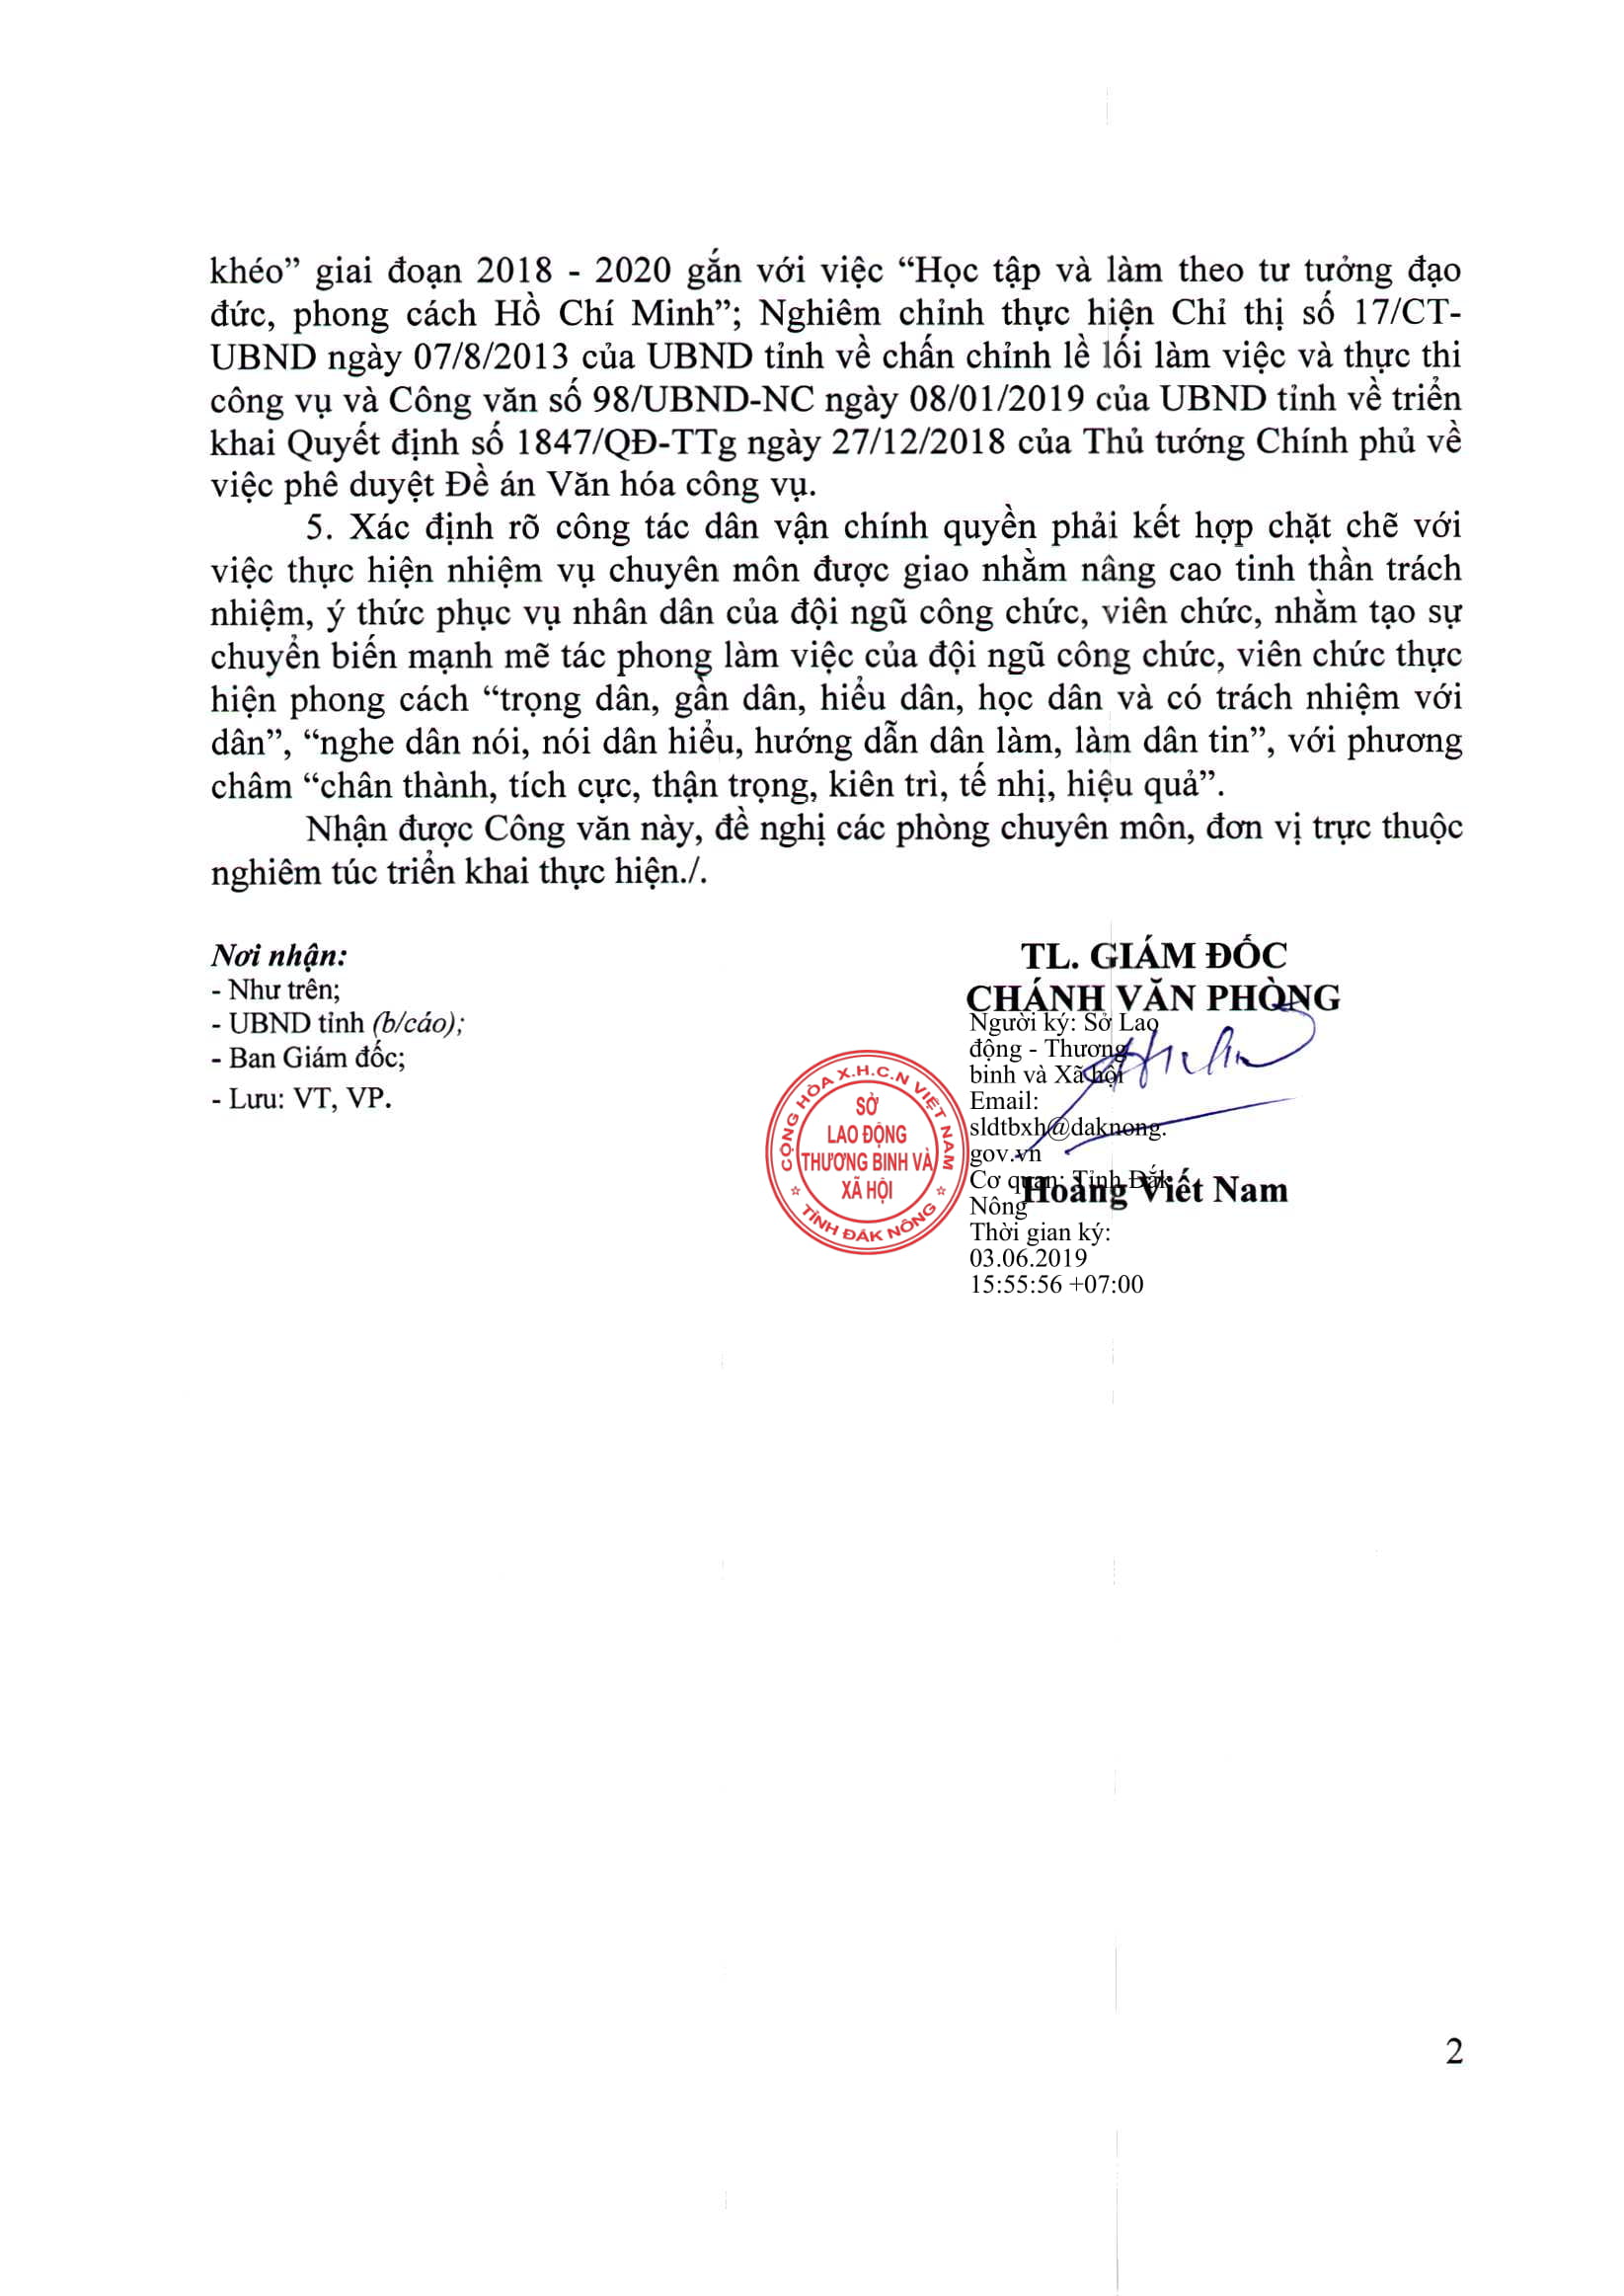 khéo” giai đoạn 2018 - 2020 gắn với việc “Học tập và làm theo tư tưởng đạo
đức, phong cách Hồ Chí Minh”; Nghiêm chỉnh thực hiện Chỉ thị số 17/CT-
UBND ngày 07/8/2013 của UBND tỉnh về chấn chỉnh lề lối làm việc và thực thi
công vụ và Công văn số 98/UBND-NC ngày 08/01/2019 của UBND tỉnh về triển
khai Quyết định số 1847/QĐ-TTg ngày 27/12/2018 của Thủ tướng Chính phủ về
việc phê duyệt Đề án Văn hóa công vụ.
5. Xác định rõ công tác dân vận chính quyền phải kết hợp chặt chẽ với
việc thực hiện nhiệm vụ chuyên môn được giao nhằm nâng cao tinh thần trách
nhiệm, ý thức phục vụ nhân dân của đội ngũ công chức, viên chức, nhằm tạo sự
chuyển biến mạnh mẽ tác phong làm việc của đội ngũ công chức, viên chức thực
hiện phong cách “trọng dân, gần dân, hiểu dân, học dân và có trách nhiệm với
dân”, “nghe dân nói, nói dân hiểu, hướng dẫn dân làm, làm dân tin”, với phương
châm “chân thành, tích cực, thận trọng, kiên trì, tế nhị, hiệu quả”.
Nhận được Công văn này, đề nghị các phòng chuyên môn, đơn vị trực thuộc
nghiêm túc triển khai thực hiện./.
Nơi nhận:
- Như trên;
- UBND tỉnh (b/cáo);
- Ban Giám đốc;
- Lưu: VT, VP.
TL. GIÁM ĐỐC
CHÁNH VĂN PHÒNG
Người ký: Sở Lao
động - Thương
binh và Xã hội
Email:
sldtbxh@daknong.
gov.vn
Cơ quan: Tỉnh Đắk
Nông
Thời gian ký:
03.06.2019
15:55:56 +07:00
Hoàng Viết Nam
CỘNG HÒA X.H.C.N VIỆT NAM
SỞ
LAO ĐỘNG
THƯƠNG BINH VÀ
XÃ HỘI
TỈNH ĐẮK NÔNG
2